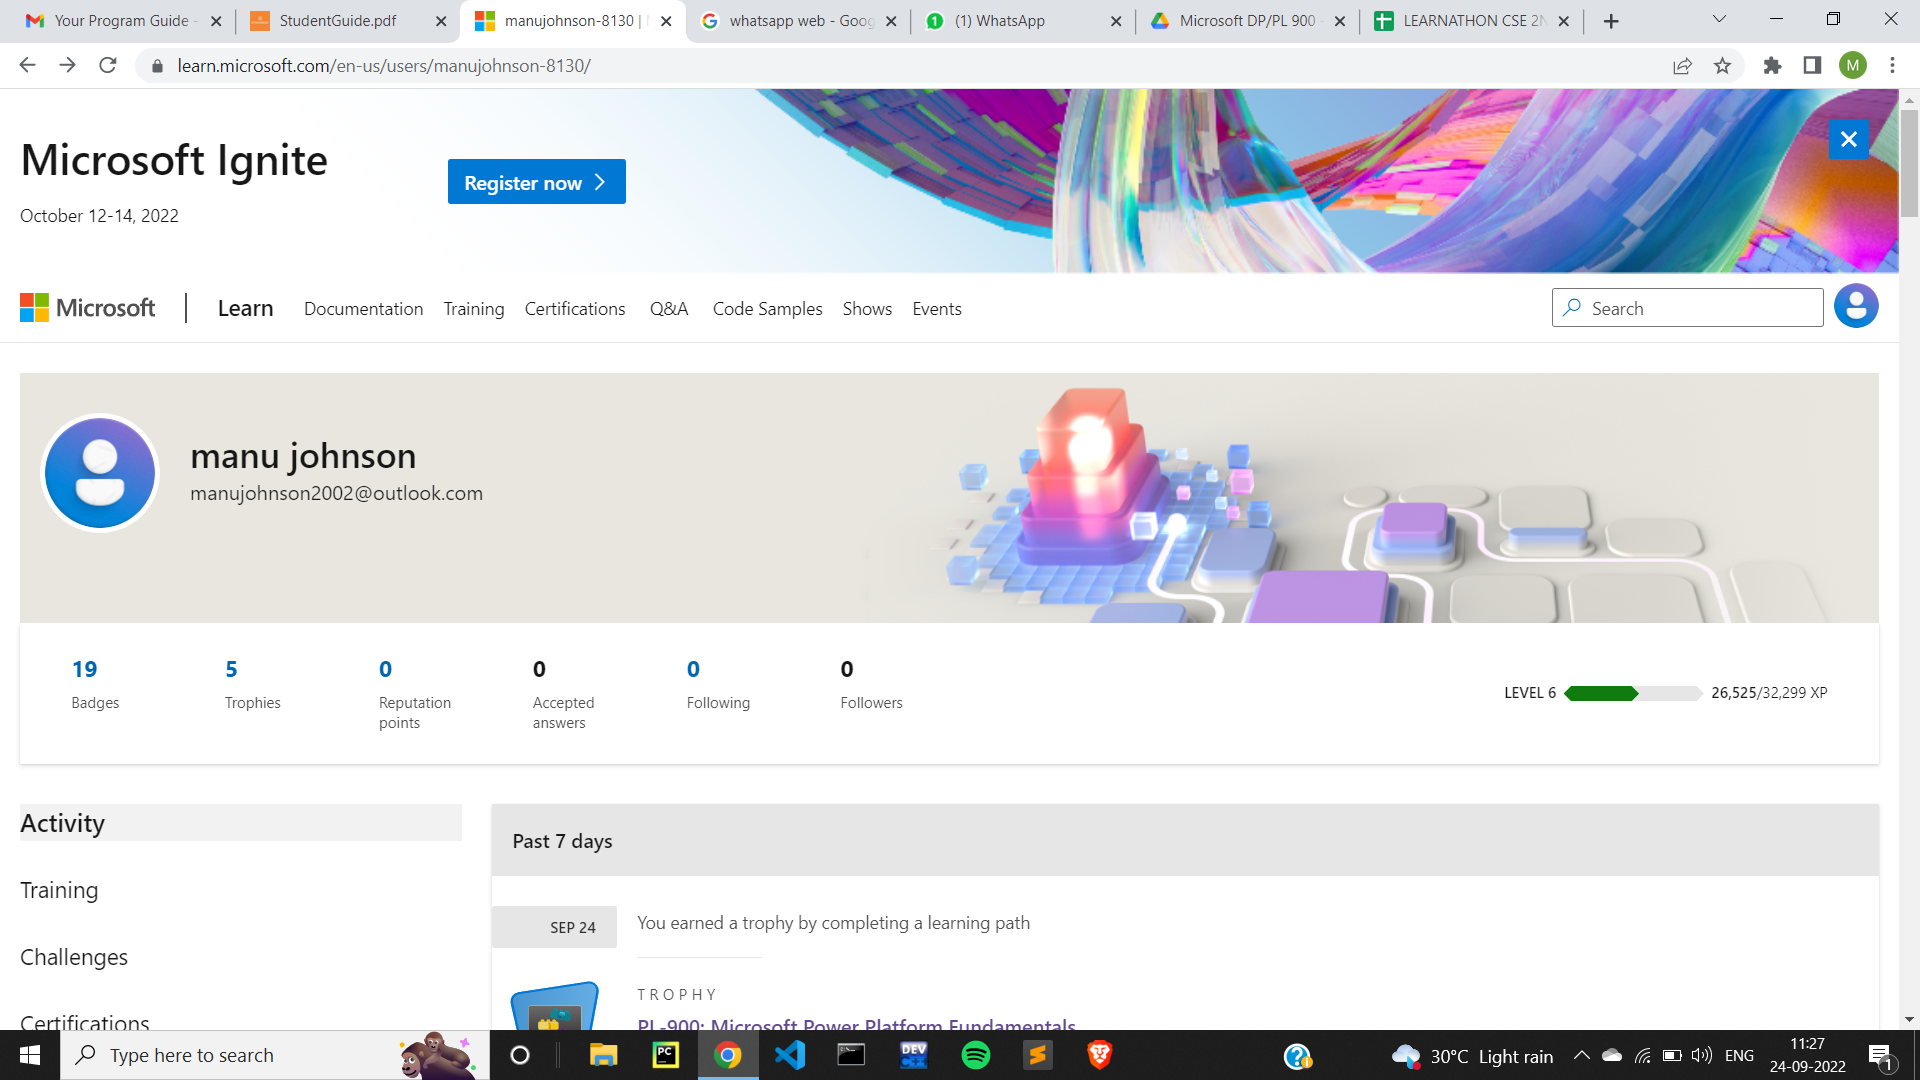 Your Program Guide -
StudentGuide.pdf
manujohnson-8130 |
whatsapp web - Goog
(1) WhatsApp
Microsoft DP/PL 900 -
LEARNATHON CSE 2N
learn.microsoft.com/en-us/users/manujohnson-8130/
M
Microsoft Ignite
October 12-14, 2022
Register now
Microsoft
Learn
Documentation
Training
Certifications
Q&A
Code Samples
Shows
Events
Search
manu johnson
manujohnson2002@outlook.com
19
Badges
5
Trophies
0
Reputation
points
0
Accepted
answers
0
Following
0
Followers
LEVEL 6
26,525/32,299 XP
Activity
Training
Challenges
Certifications
Past 7 days
SEP 24
You earned a trophy by completing a learning path
TROPHY
PL-900: Microsoft Power Platform Fundamentals
Type here to search
PC
DEV
30°C Light rain
ENG
11:27
24-09-2022
1